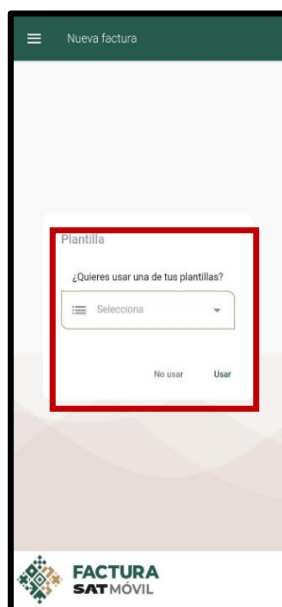 Nueva factura
Plantilla
¿Quieres usar una de tus plantillas?
Selecciona
No usar Usar
FACTURA
SAT MÓVIL